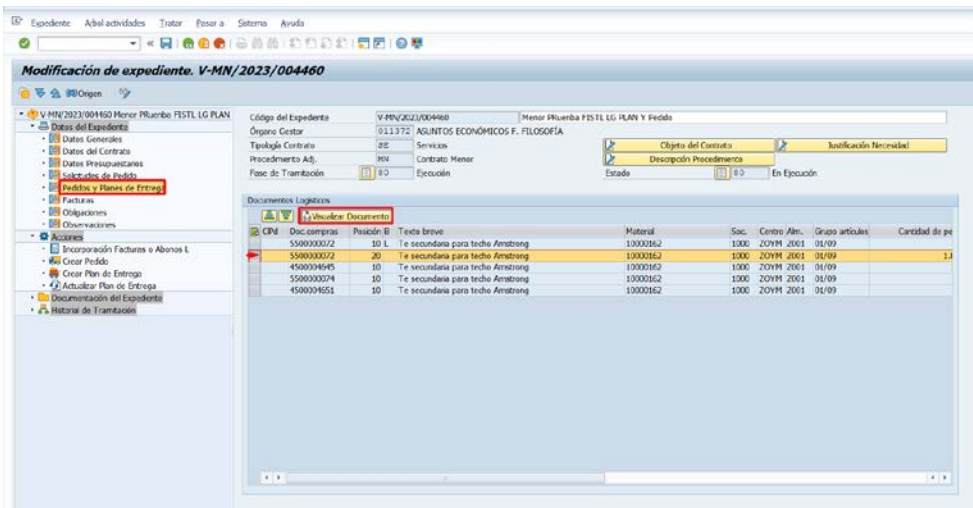 Expediente Arbol actividades Tratar Pasar a Sistema Ayuda
Modificación de expediente. V-MN/2023/004460
Origen
V-MN/2023/004460 Menor PRuenba FISTL LG PLAN
Datos del Expediente
Datos Generales
Datos del Contrato
Datos Presupuestarios
Solicitudes de Pedido
Pedidos y Planes de Entrega
Facturas
Obligaciones
Observaciones
Acciones
Incorporación Facturas o Abonos L
Crear Pedido
Crear Plan de Entrega
Actualizar Plan de Entrega
Documentación del Expediente
Historial de Tramitación
Código del Expediente V-MN/2023/004460 Menor PRuenba FISTL LG PLAN Y Pedido
Órgano Gestor 011372 ASUNTOS ECONÓMICOS F. FILOSOFÍA
Tipología Contrato SE Servicios Objeto del Contrato Justificación Necesidad
Procedimiento Adj. MN Contrato Menor Descripción Procedimiento
Fase de Tramitación 80 Ejecución Estado 80 En Ejecución
Documentos Logísticos
Visualizar Documento
CPd Doc.compras Posición B Texto breve Material Soc. Centro Alm. Grupo artículos Cantidad de pe
5500000072 10 L Te secundaria para techo Amstrong 10000162 1000 ZOYM 2001 01/09
5500000072 20 Te secundaria para techo Amstrong 10000162 1000 ZOYM 2001 01/09
4500004645 10 Te secundaria para techo Amstrong 10000162 1000 ZOYM 2001 01/09
5500000074 10 Te secundaria para techo Amstrong 10000162 1000 ZOYM 2001 01/09
4500004651 10 Te secundaria para techo Amstrong 10000162 1000 ZOYM 2001 01/09